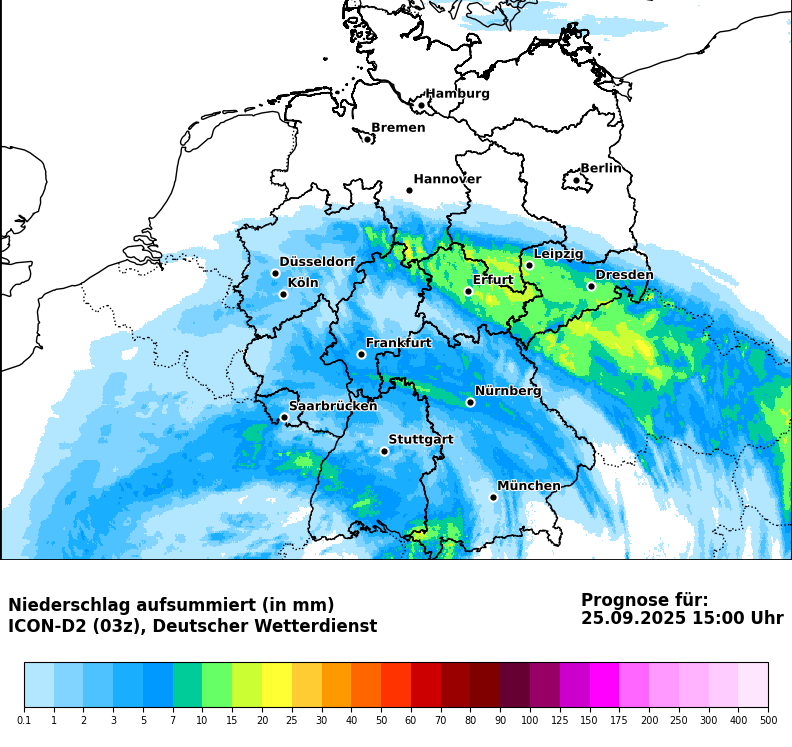 Hamburg
Bremen
Berlin
Hannover
Leipzig
Düsseldorf
Dresden
Köln
Erfurt
Frankfurt
Nürnberg
Saarbrücken
Stuttgart
München
Niederschlag aufsummiert (in mm)
ICON-D2 (03z), Deutscher Wetterdienst
Prognose für:
25.09.2025 15:00 Uhr
0.1 1 2 3 5 7 10 15 20 25 30 40 50 60 70 80 90 100 125 150 175 200 250 300 400 500